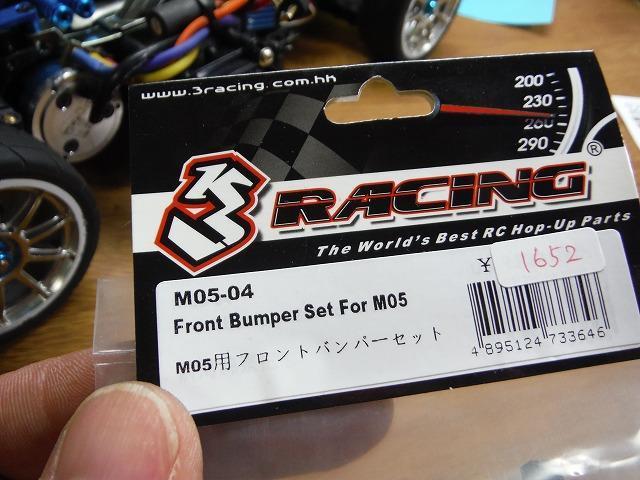 www.3racing.com.hk
200
230
260
290
3 RACING®
The World's Best RC Hop-Up Parts
¥ 1652
M05-04
Front Bumper Set For M05
M05用フロントバンパーセット
4 895124 733646